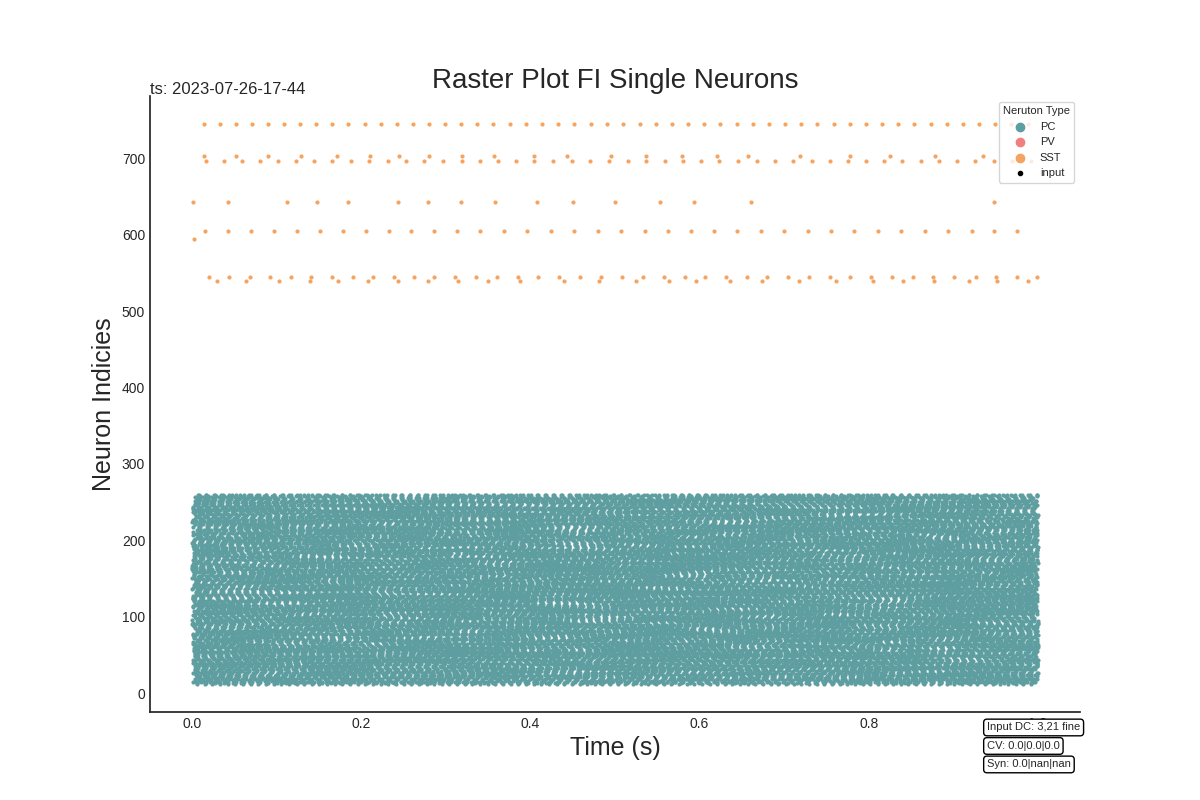 Raster Plot FI Single Neurons
ts: 2023-07-26-17-44
Neruton Type
PC
PV
SST
input
700
600
500
400
300
200
100
0
Neuron Indicies
0.0
0.2
0.4
0.6
0.8
Time (s)
Input DC: 3,21 fine
CV: 0.0|0.0|0.0
Syn: 0.0|nan|nan